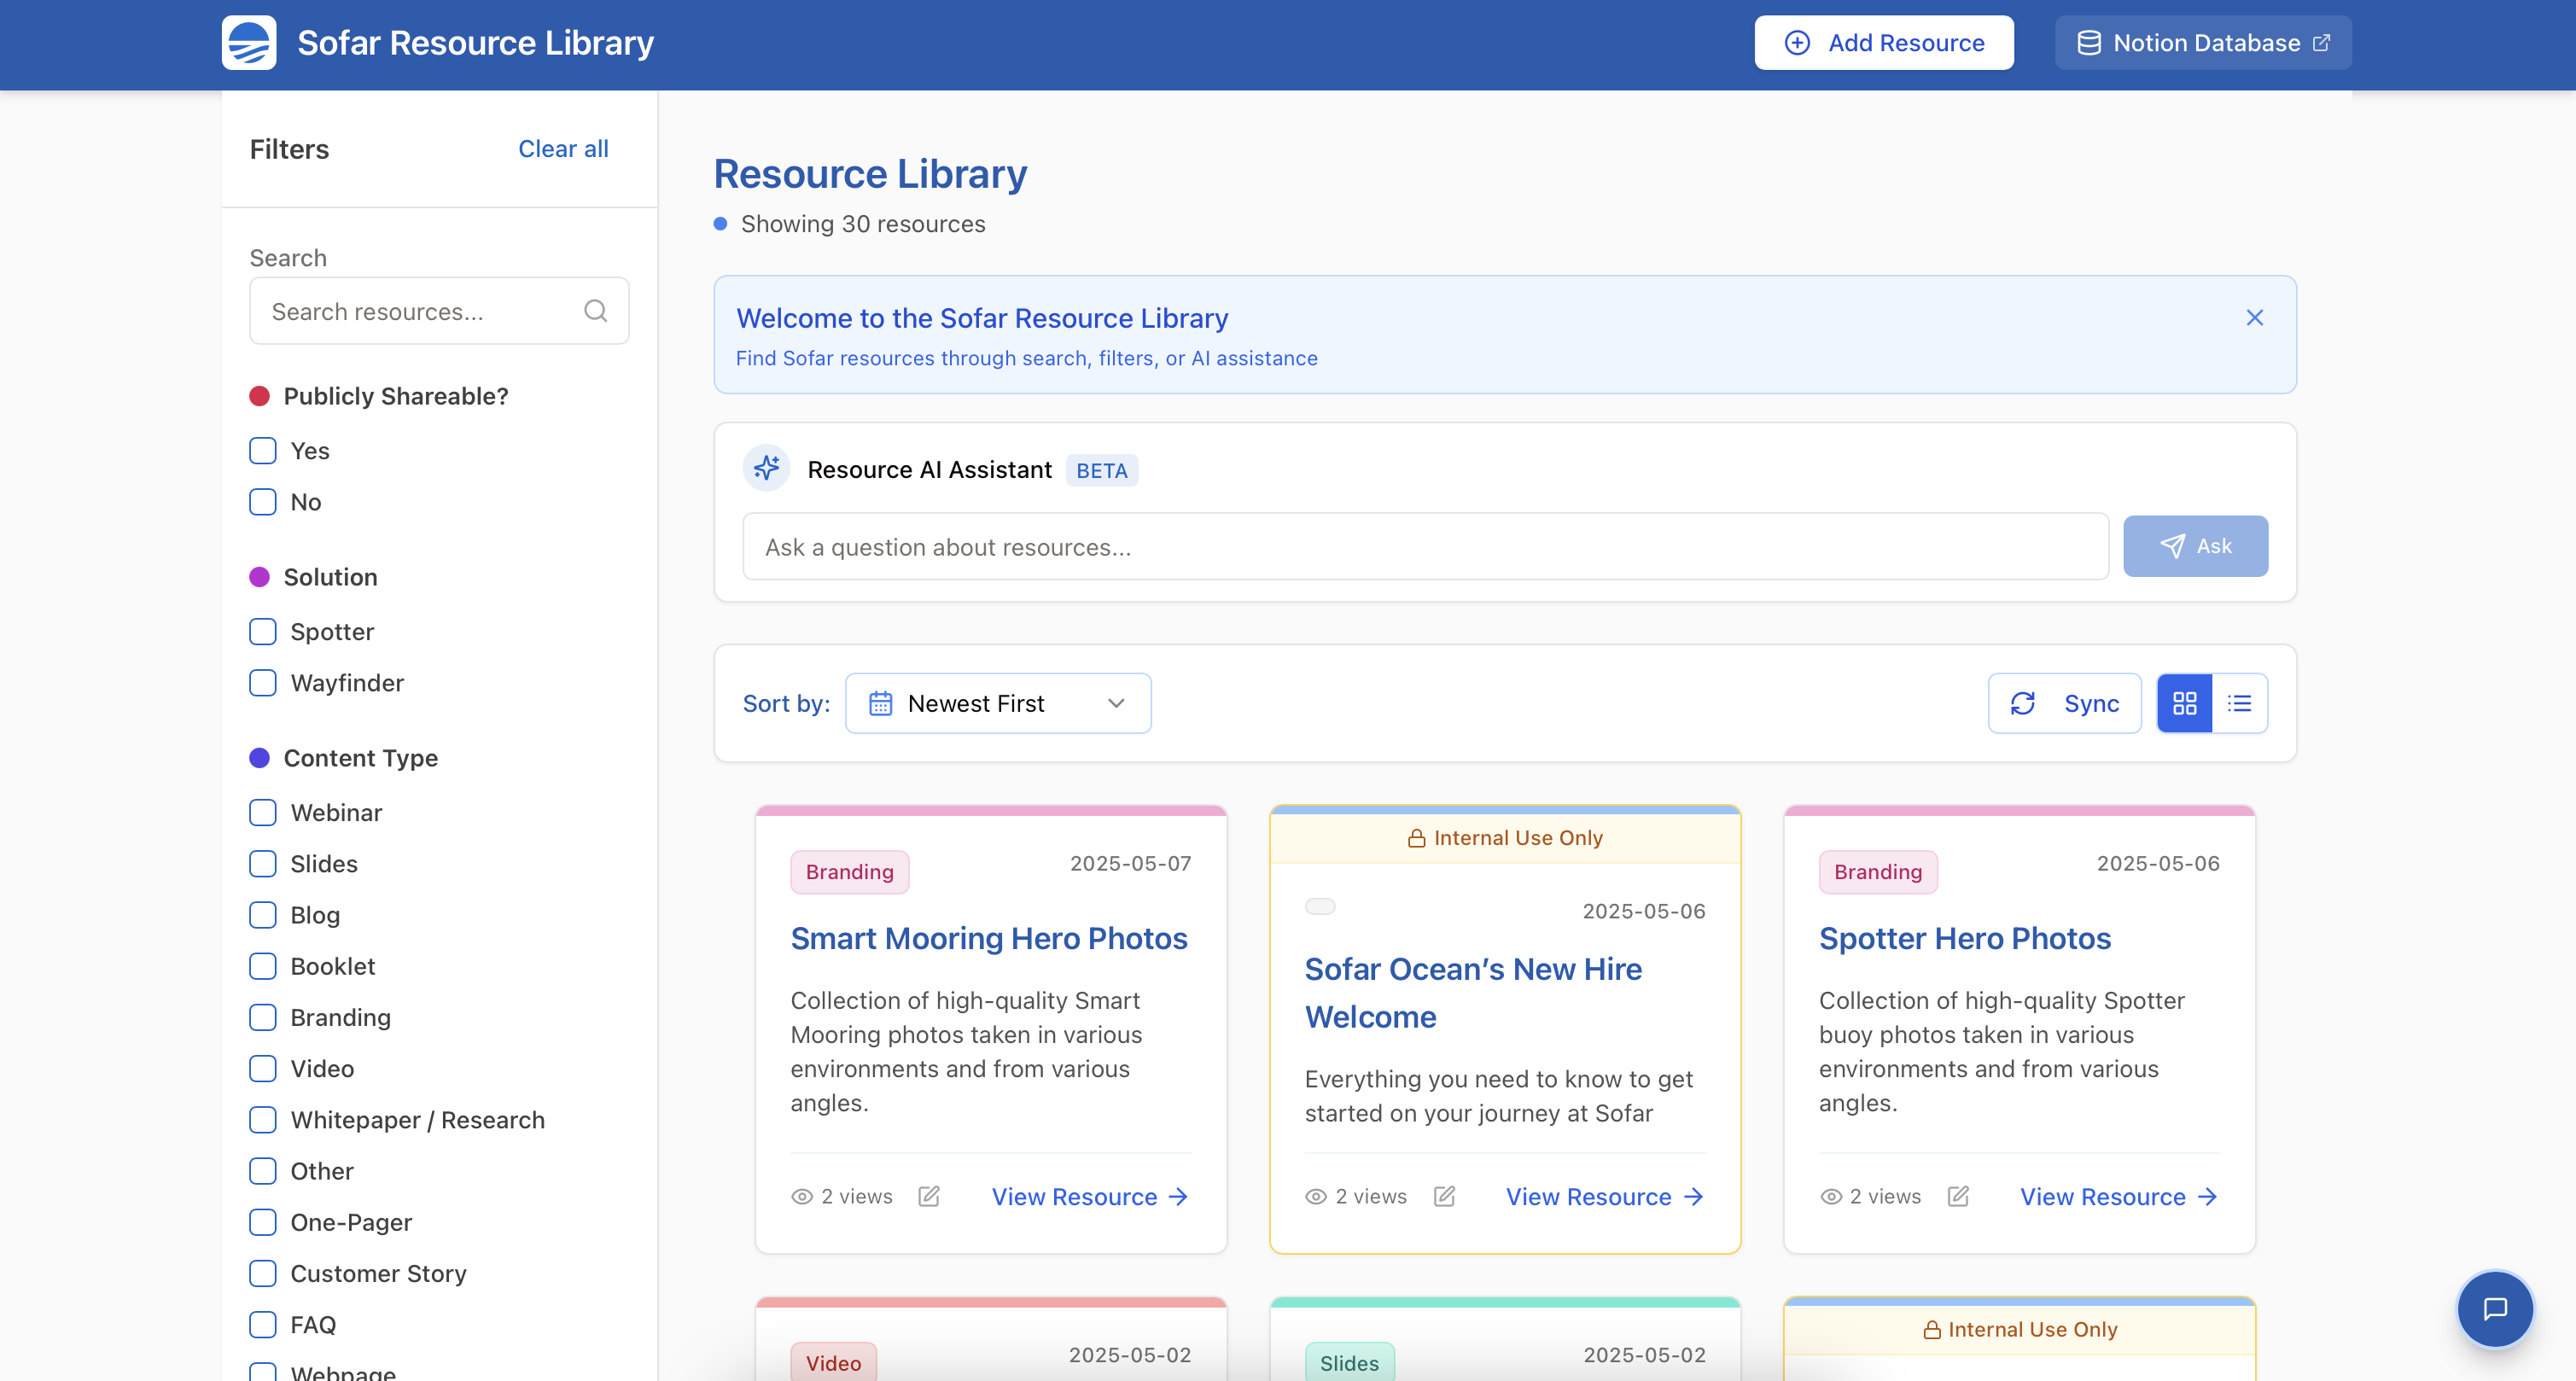 Sofar Resource Library
Add Resource
Notion Database
Filters
Clear all
Search
Search resources...
Publicly Shareable?
Yes
No
Solution
Spotter
Wayfinder
Content Type
Webinar
Slides
Blog
Booklet
Branding
Video
Whitepaper / Research
Other
One-Pager
Customer Story
FAQ
Webpage
Resource Library
Showing 30 resources
Welcome to the Sofar Resource Library
Find Sofar resources through search, filters, or AI assistance
Resource AI Assistant BETA
Ask a question about resources...
Ask
Sort by: Newest First
Sync
Branding 2025-05-07
Smart Mooring Hero Photos
Collection of high-quality Smart
Mooring photos taken in various
environments and from various
angles.
2 views View Resource
Internal Use Only
2025-05-06
Sofar Ocean’s New Hire
Welcome
Everything you need to know to get
started on your journey at Sofar
2 views View Resource
Branding 2025-05-06
Spotter Hero Photos
Collection of high-quality Spotter
buoy photos taken in various
environments and from various
angles.
2 views View Resource
Video 2025-05-02
Slides 2025-05-02
Internal Use Only